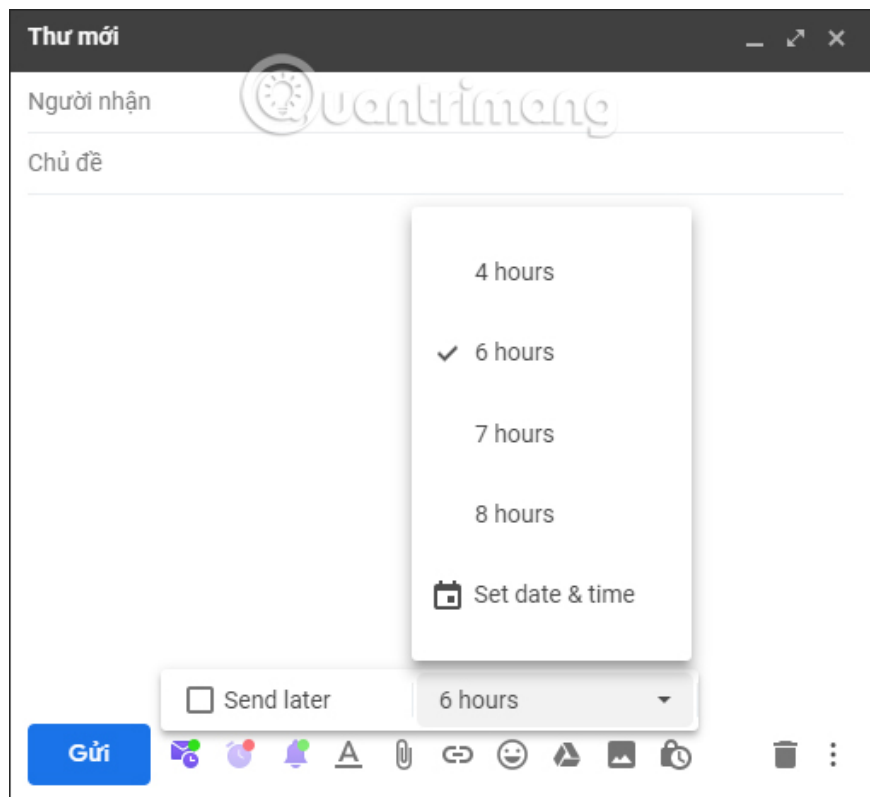 Thư mới
Người nhận
Quantrimang
Chủ đề
4 hours
6 hours
7 hours
8 hours
Set date & time
Send later
6 hours
Gửi